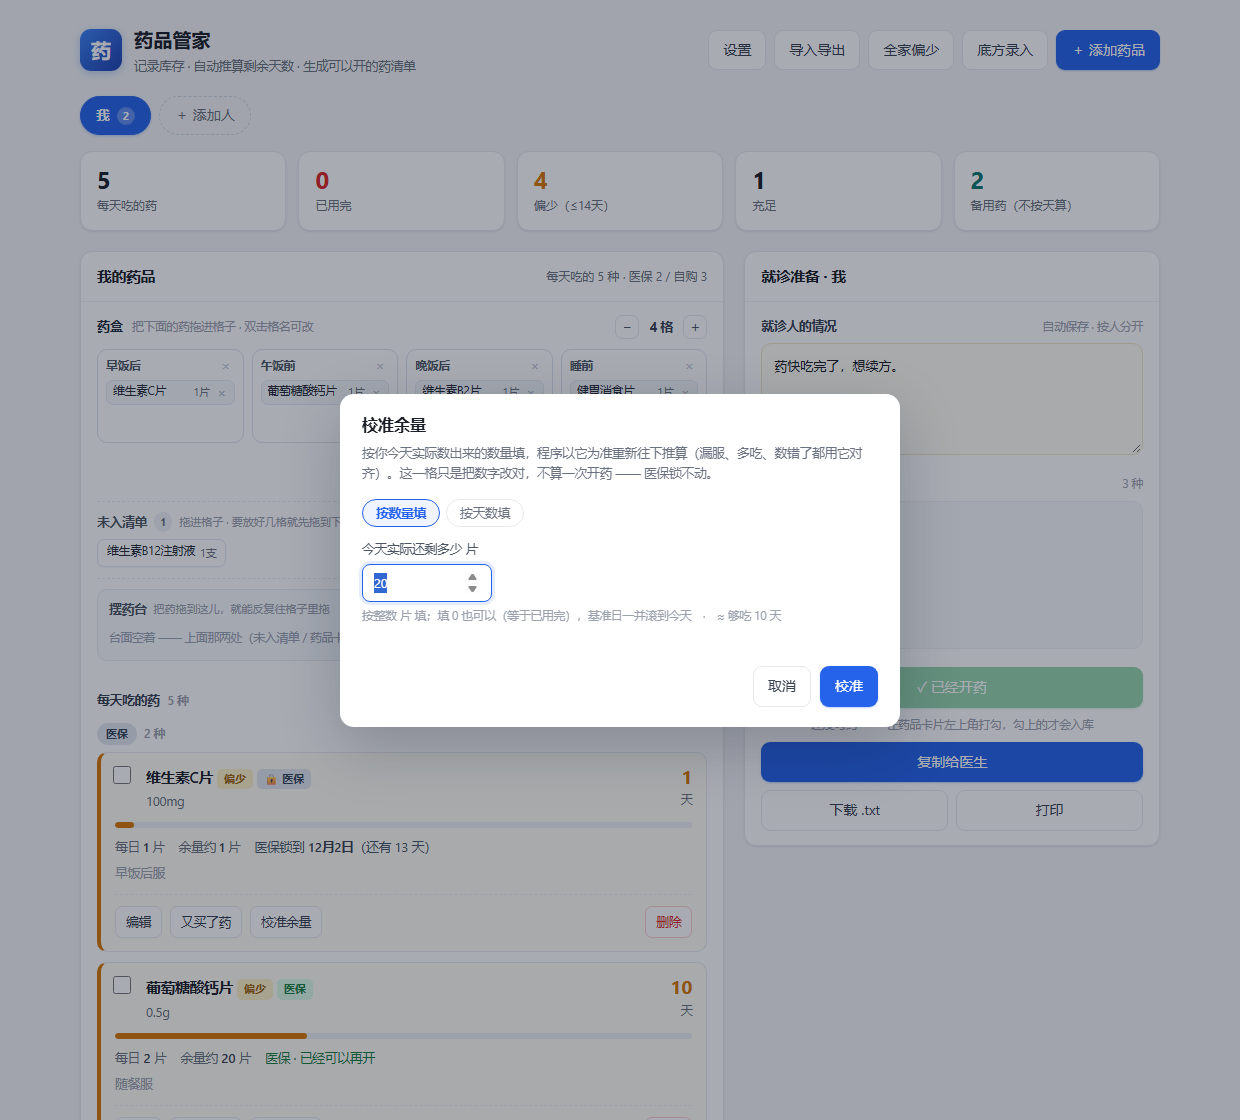 药
药品管家
记录库存 · 自动推算剩余天数 · 生成可以开的药清单
设置
导入导出
全家偏少
底方录入
+ 添加药品
我 2
+ 添加人
5
每天吃的药
0
已用完
4
偏少（≤14天）
1
充足
2
备用药（不按天算）
我的药品
每天吃的 5 种 · 医保 2 / 自购 3
药盒 把下面的药拖进格子 · 双击格名可改
− 4 格 +
早饭后 ×
维生素C片 1片 ×
午饭前 ×
葡萄糖酸钙片 1片 ×
晚饭后 ×
维生素B2片 1片 ×
睡前 ×
健胃消食片 1片 ×
未入清单 1 拖进格子 · 要放好几格就先拖到下
维生素B12注射液 1支
摆药台 把药拖到这儿，就能反复往格子里拖
台面空着 —— 上面那两处（未入清单 / 药品卡
每天吃的药 5 种
医保 2 种
维生素C片 偏少 🔒 医保
1
100mg
天
每日 1 片 余量约 1 片 医保锁到 12月2日（还有 13 天）
早饭后服
编辑
又买了药
校准余量
删除
葡萄糖酸钙片 偏少 医保
10
0.5g
天
每日 2 片 余量约 20 片 医保 · 已经可以再开
随餐服
就诊准备 · 我
就诊人的情况
自动保存 · 按人分开
药快吃完了，想续方。
3 种
✓ 已经开药
在药品卡片左上角打勾，勾上的才会入库
复制给医生
下载 .txt
打印
校准余量
按你今天实际数出来的数量填，程序以它为准重新往下推算（漏服、多吃、数错了都用它对
齐）。这一格只是把数字改对，不算一次开药 —— 医保锁不动。
按数量填
按天数填
今天实际还剩多少 片
20
按整数 片 填；填 0 也可以（等于已用完），基准日一并滚到今天 · ≈ 够吃 10 天
取消
校准